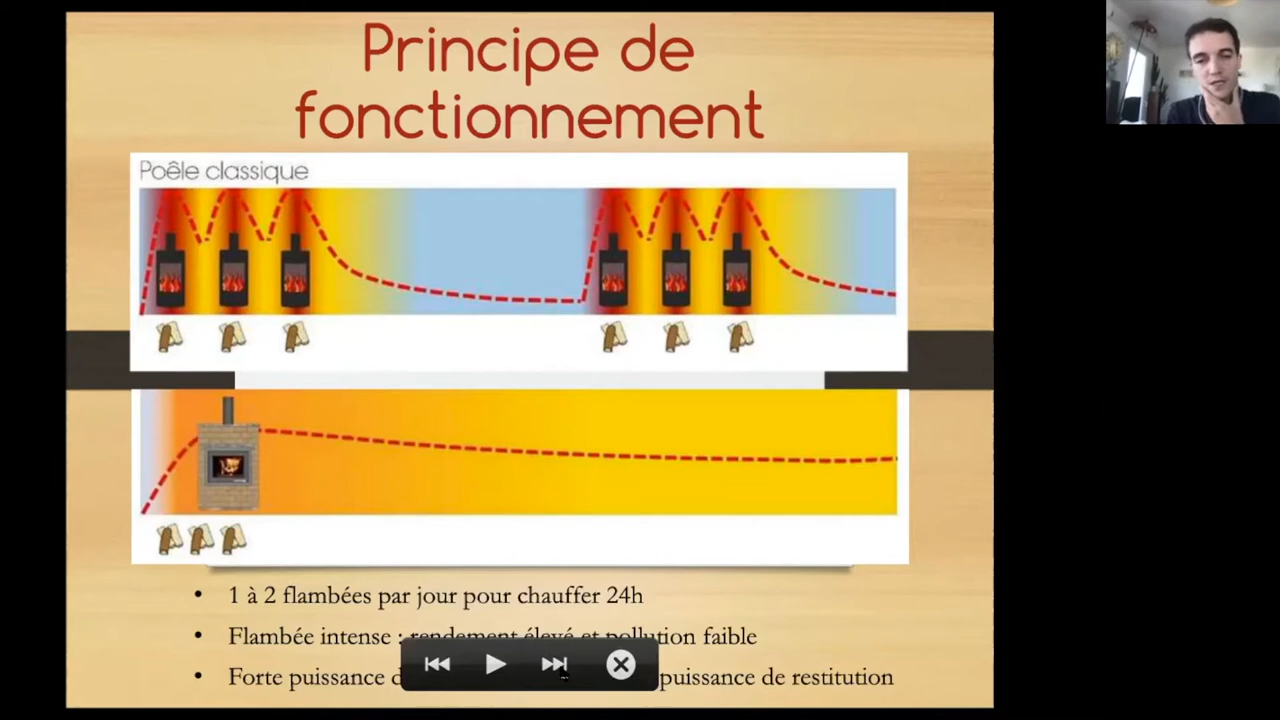 Principe de
fonctionnement
Poêle classique
• 1 à 2 flambées par jour pour chauffer 24h
• Flambée intense : rendement élevé et pollution faible
• Forte puissance puissance de restitution